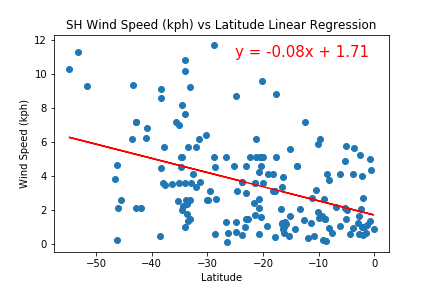 SH Wind Speed (kph) vs Latitude Linear Regression
y = -0.08x + 1.71
Wind Speed (kph)
12
10
8
6
4
2
0
−50 −40 −30 −20 −10 0
Latitude